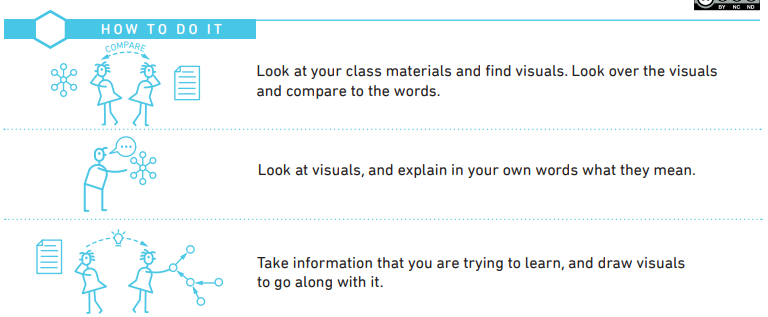 BY NC ND
HOW TO DO IT
COMPARE
Look at your class materials and find visuals. Look over the visuals
and compare to the words.
Look at visuals, and explain in your own words what they mean.
Take information that you are trying to learn, and draw visuals
to go along with it.